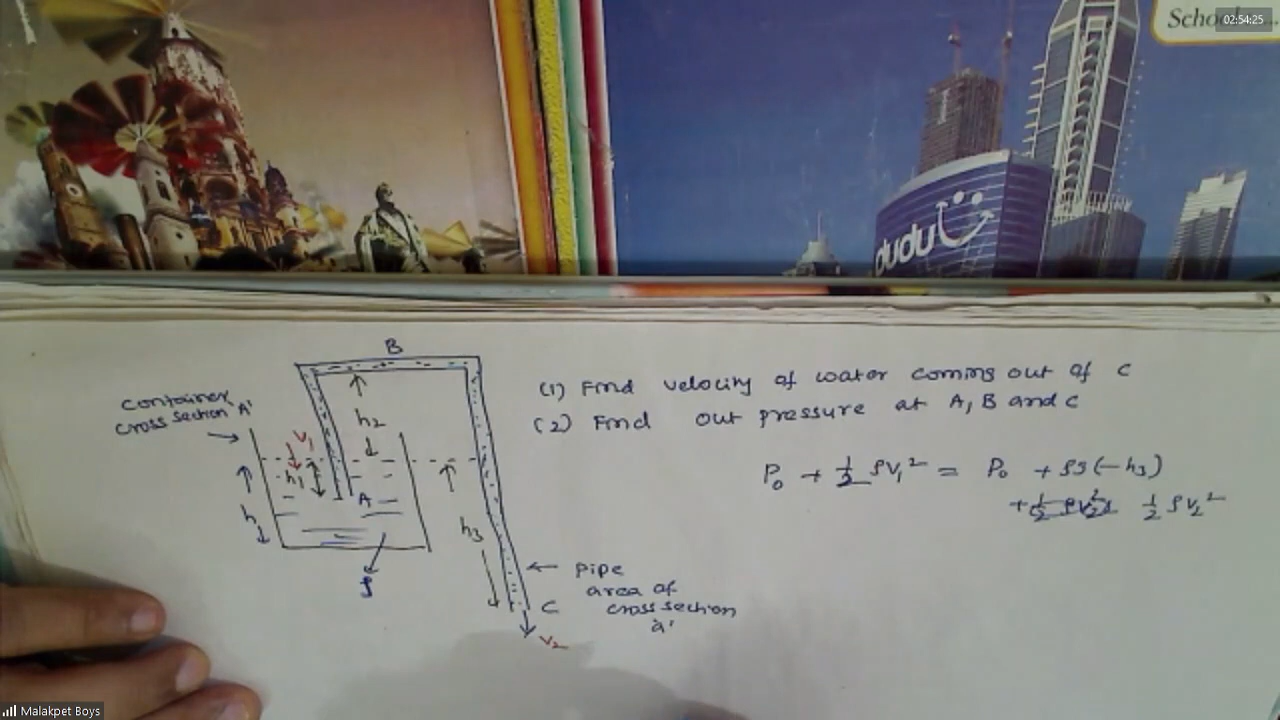 School
02:54:25
dudu
B
Container
cross section 'A'
h2
V1
h1
A
h
h3
ρ
(1) Find velocity of water coming out of C
(2) Find out pressure at A, B and C
P0 + 1/2 ρV1² = P0 + ρg(-h3)
+ 1/2 ρV2²
← pipe
area of
cross section
'a'
C
V2
Malakpet Boys